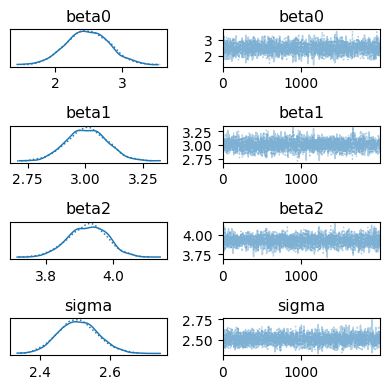 beta0 beta0
3
2
2 3 0 1000
beta1 beta1
3.25
3.00
2.75
2.75 3.00 3.25 0 1000
beta2 beta2
4.00
3.75
3.8 4.0 0 1000
sigma sigma
2.75
2.50
2.4 2.6 0 1000